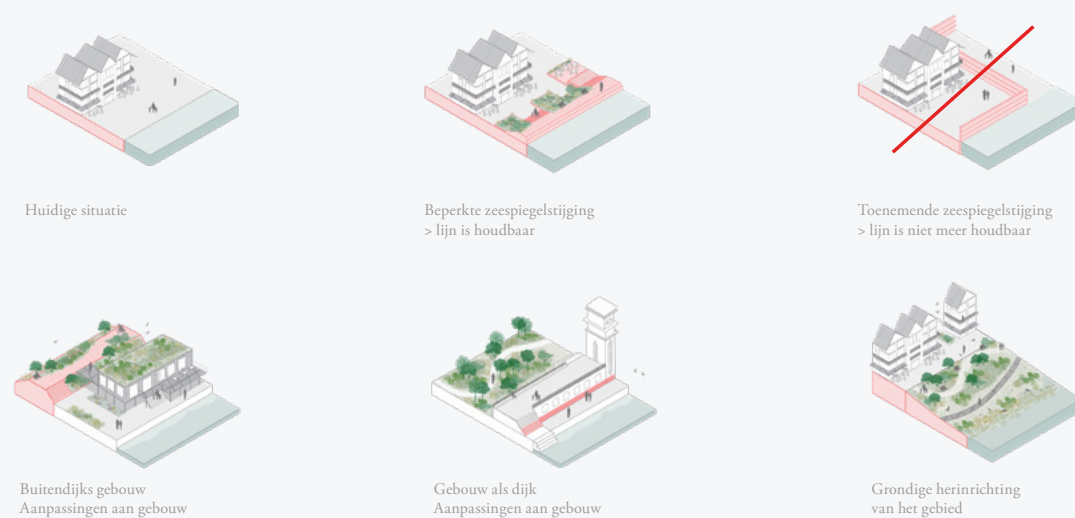 Huidige situatie
Beperkte zeespiegelstijging
> lijn is houdbaar
Toenemende zeespiegelstijging
> lijn is niet meer houdbaar
Buitendijks gebouw
Aanpassingen aan gebouw
Gebouw als dijk
Aanpassingen aan gebouw
Grondige herinrichting
van het gebied